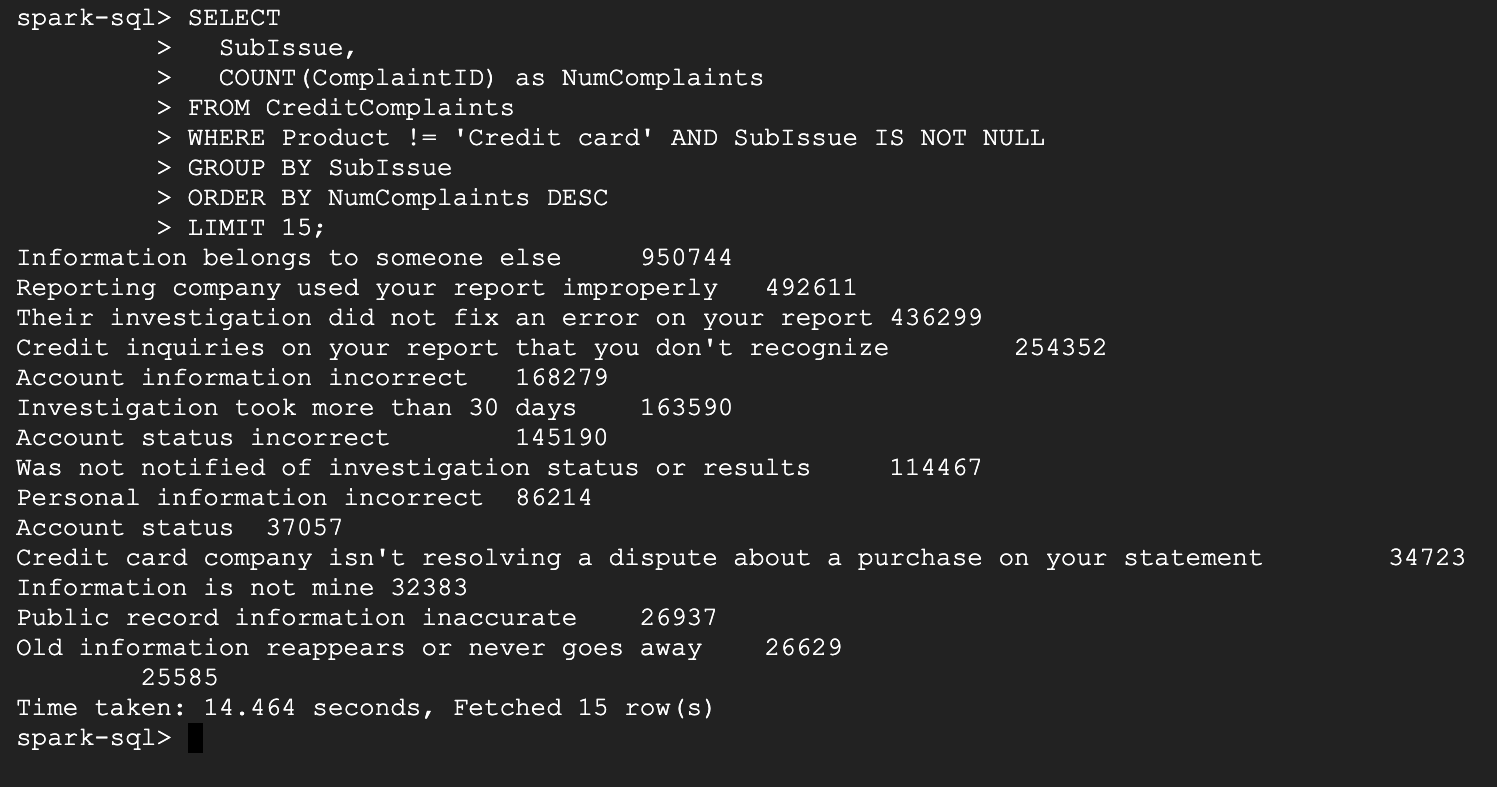 spark-sql> SELECT
         >   SubIssue,
         >   COUNT(ComplaintID) as NumComplaints
         > FROM CreditComplaints
         > WHERE Product != 'Credit card' AND SubIssue IS NOT NULL
         > GROUP BY SubIssue
         > ORDER BY NumComplaints DESC
         > LIMIT 15;
Information belongs to someone else     950744
Reporting company used your report improperly   492611
Their investigation did not fix an error on your report 436299
Credit inquiries on your report that you don't recognize        254352
Account information incorrect   168279
Investigation took more than 30 days    163590
Account status incorrect        145190
Was not notified of investigation status or results     114467
Personal information incorrect  86214
Account status  37057
Credit card company isn't resolving a dispute about a purchase on your statement        34723
Information is not mine 32383
Public record information inaccurate    26937
Old information reappears or never goes away    26629
        25585
Time taken: 14.464 seconds, Fetched 15 row(s)
spark-sql>